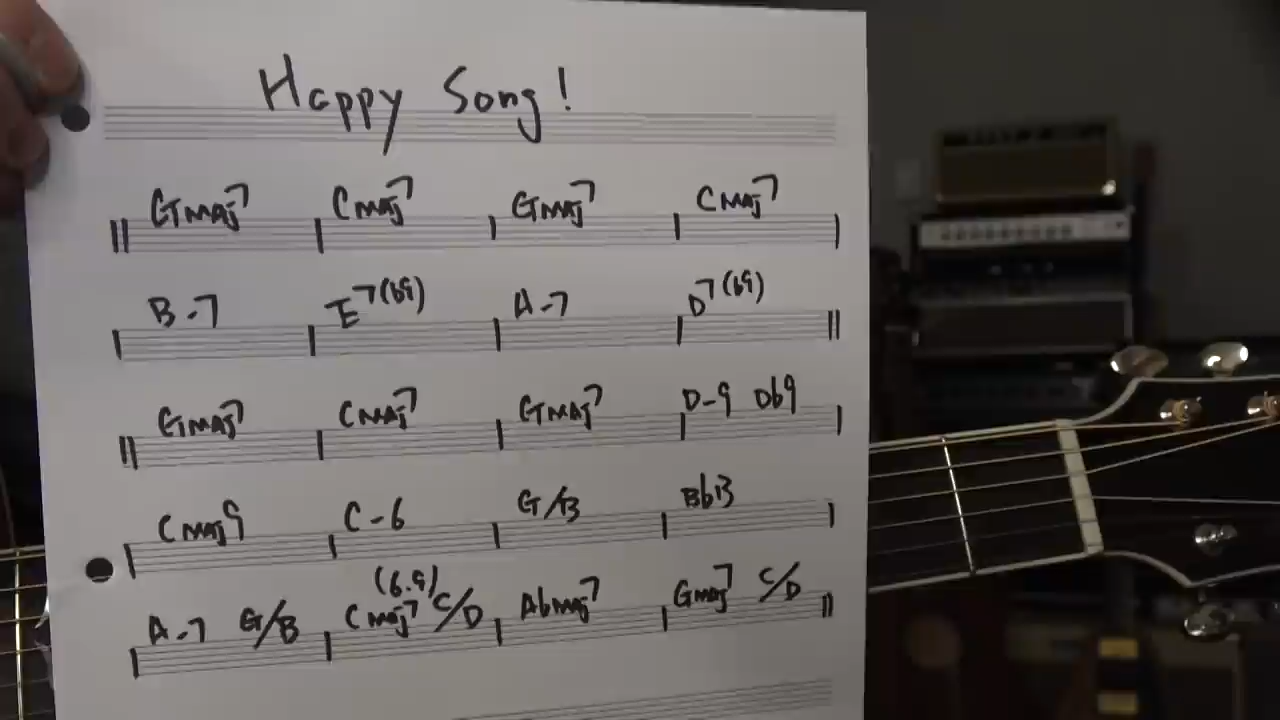 Happy Song!
Gmaj7 Cmaj7 Gmaj7 Cmaj7
B-7 E7(b9) A-7 D7(b9)
Gmaj7 Cmaj7 Gmaj7 D-9 Db9
Cmaj9 C-6 G/B Bb13
(6.9)
A-7 G/B Cmaj7 C/D Abmaj7 Gmaj7 C/D